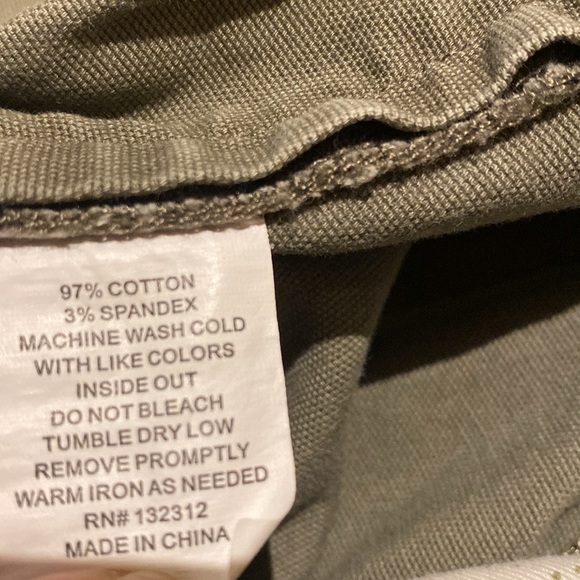 97% COTTON
3% SPANDEX
MACHINE WASH COLD
WITH LIKE COLORS
INSIDE OUT
DO NOT BLEACH
TUMBLE DRY LOW
REMOVE PROMPTLY
WARM IRON AS NEEDED
RN# 132312
MADE IN CHINA